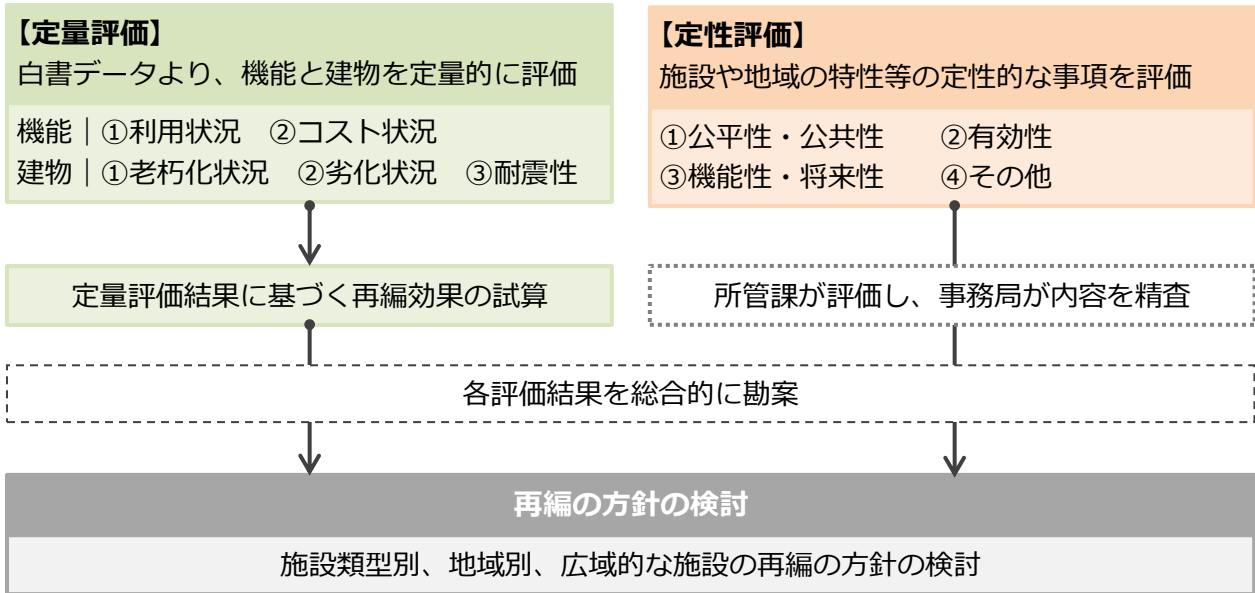 【定量評価】
白書データより、機能と建物を定量的に評価
機能｜①利用状況　②コスト状況
建物｜①老朽化状況　②劣化状況　③耐震性
【定性評価】
施設や地域の特性等の定性的な事項を評価
①公平性・公共性　②有効性
③機能性・将来性　④その他
定量評価結果に基づく再編効果の試算
所管課が評価し、事務局が内容を精査
各評価結果を総合的に勘案
再編の方針の検討
施設類型別、地域別、広域的な施設の再編の方針の検討